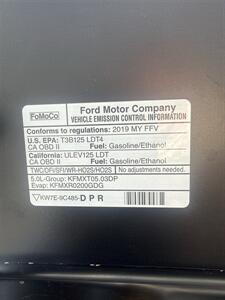 FoMoCo
Ford Motor Company
VEHICLE EMISSION CONTROL INFORMATION
Conforms to regulations: 2019 MY FFV
U.S. EPA: T3B125 LDT4
CA OBD II Fuel: Gasoline/Ethanol
California: ULEV125 LDT
CA OBD II Fuel: Gasoline/Ethanol
TWC/DFI/SFI/WR-HO2S/HO2S No adjustments needed.
5.0L-Group: KFMXT05.03DP
Evap: KFMXR0200GDG
KW7E-9C485-DPR